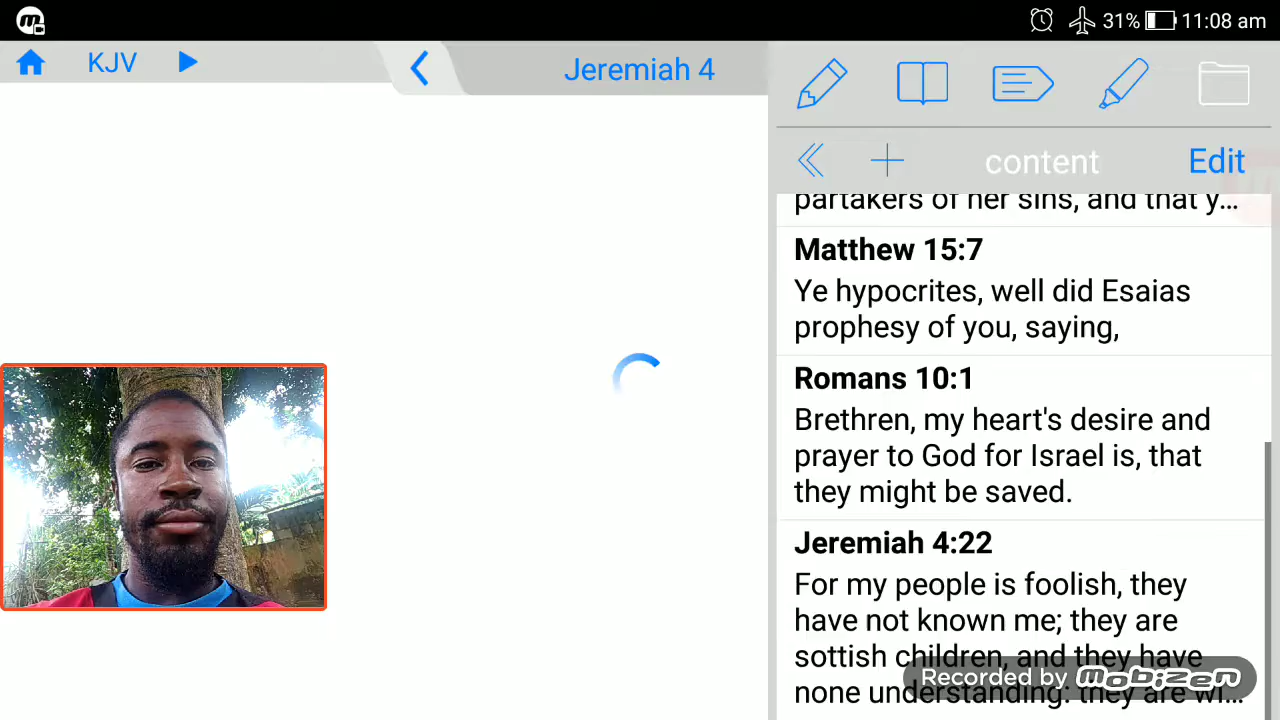 31% 11:08 am
KJV
Jeremiah 4
content
Edit
partakers of her sins, and that y...
Matthew 15:7
Ye hypocrites, well did Esaias
prophesy of you, saying,
Romans 10:1
Brethren, my heart's desire and
prayer to God for Israel is, that
they might be saved.
Jeremiah 4:22
For my people is foolish, they
have not known me; they are
sottish children, and they have
none understanding: they are wi...
Recorded by mobizen